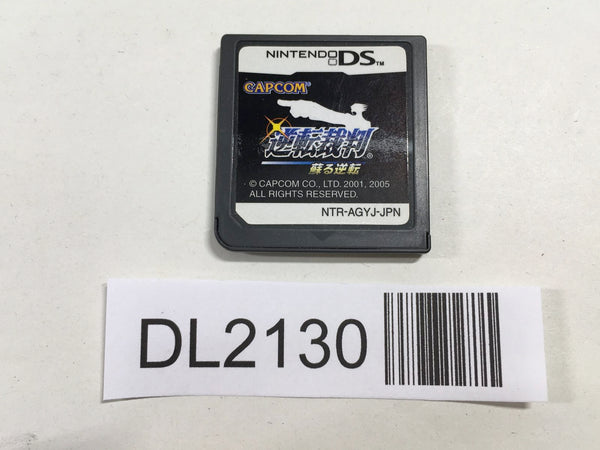 NINTENDO DS™
CAPCOM
逆転裁判®
蘇る逆転
© CAPCOM CO., LTD. 2001, 2005
ALL RIGHTS RESERVED.
NTR-AGYJ-JPN
DL2130